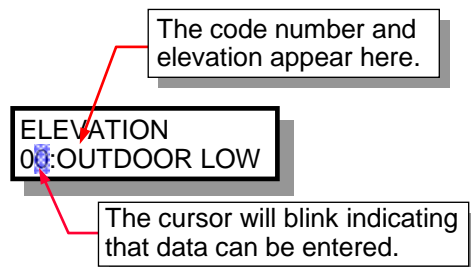 The code number and
elevation appear here.
ELEVATION
00:OUTDOOR LOW
The cursor will blink indicating
that data can be entered.